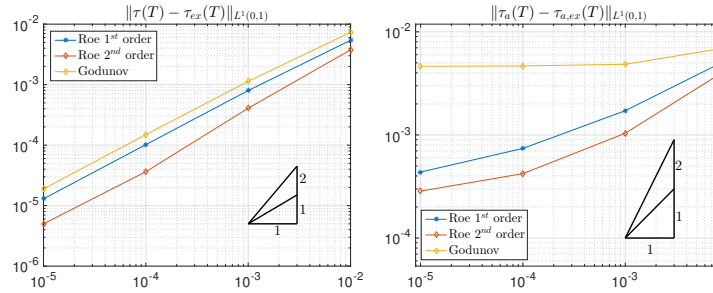 ‖τ(T) − τ_ex(T)‖_{L¹(0,1)}
Roe 1^{st} order
Roe 2^{nd} order
Godunov
10⁻²
10⁻³
10⁻⁴
10⁻⁵
10⁻⁶
2
1
1
10⁻⁵
10⁻⁴
10⁻³
10⁻²
‖τ_a(T) − τ_{a,ex}(T)‖_{L¹(0,1)}
10⁻²
10⁻³
10⁻⁴
2
1
1
Roe 1^{st} order
Roe 2^{nd} order
Godunov
10⁻⁵
10⁻⁴
10⁻³